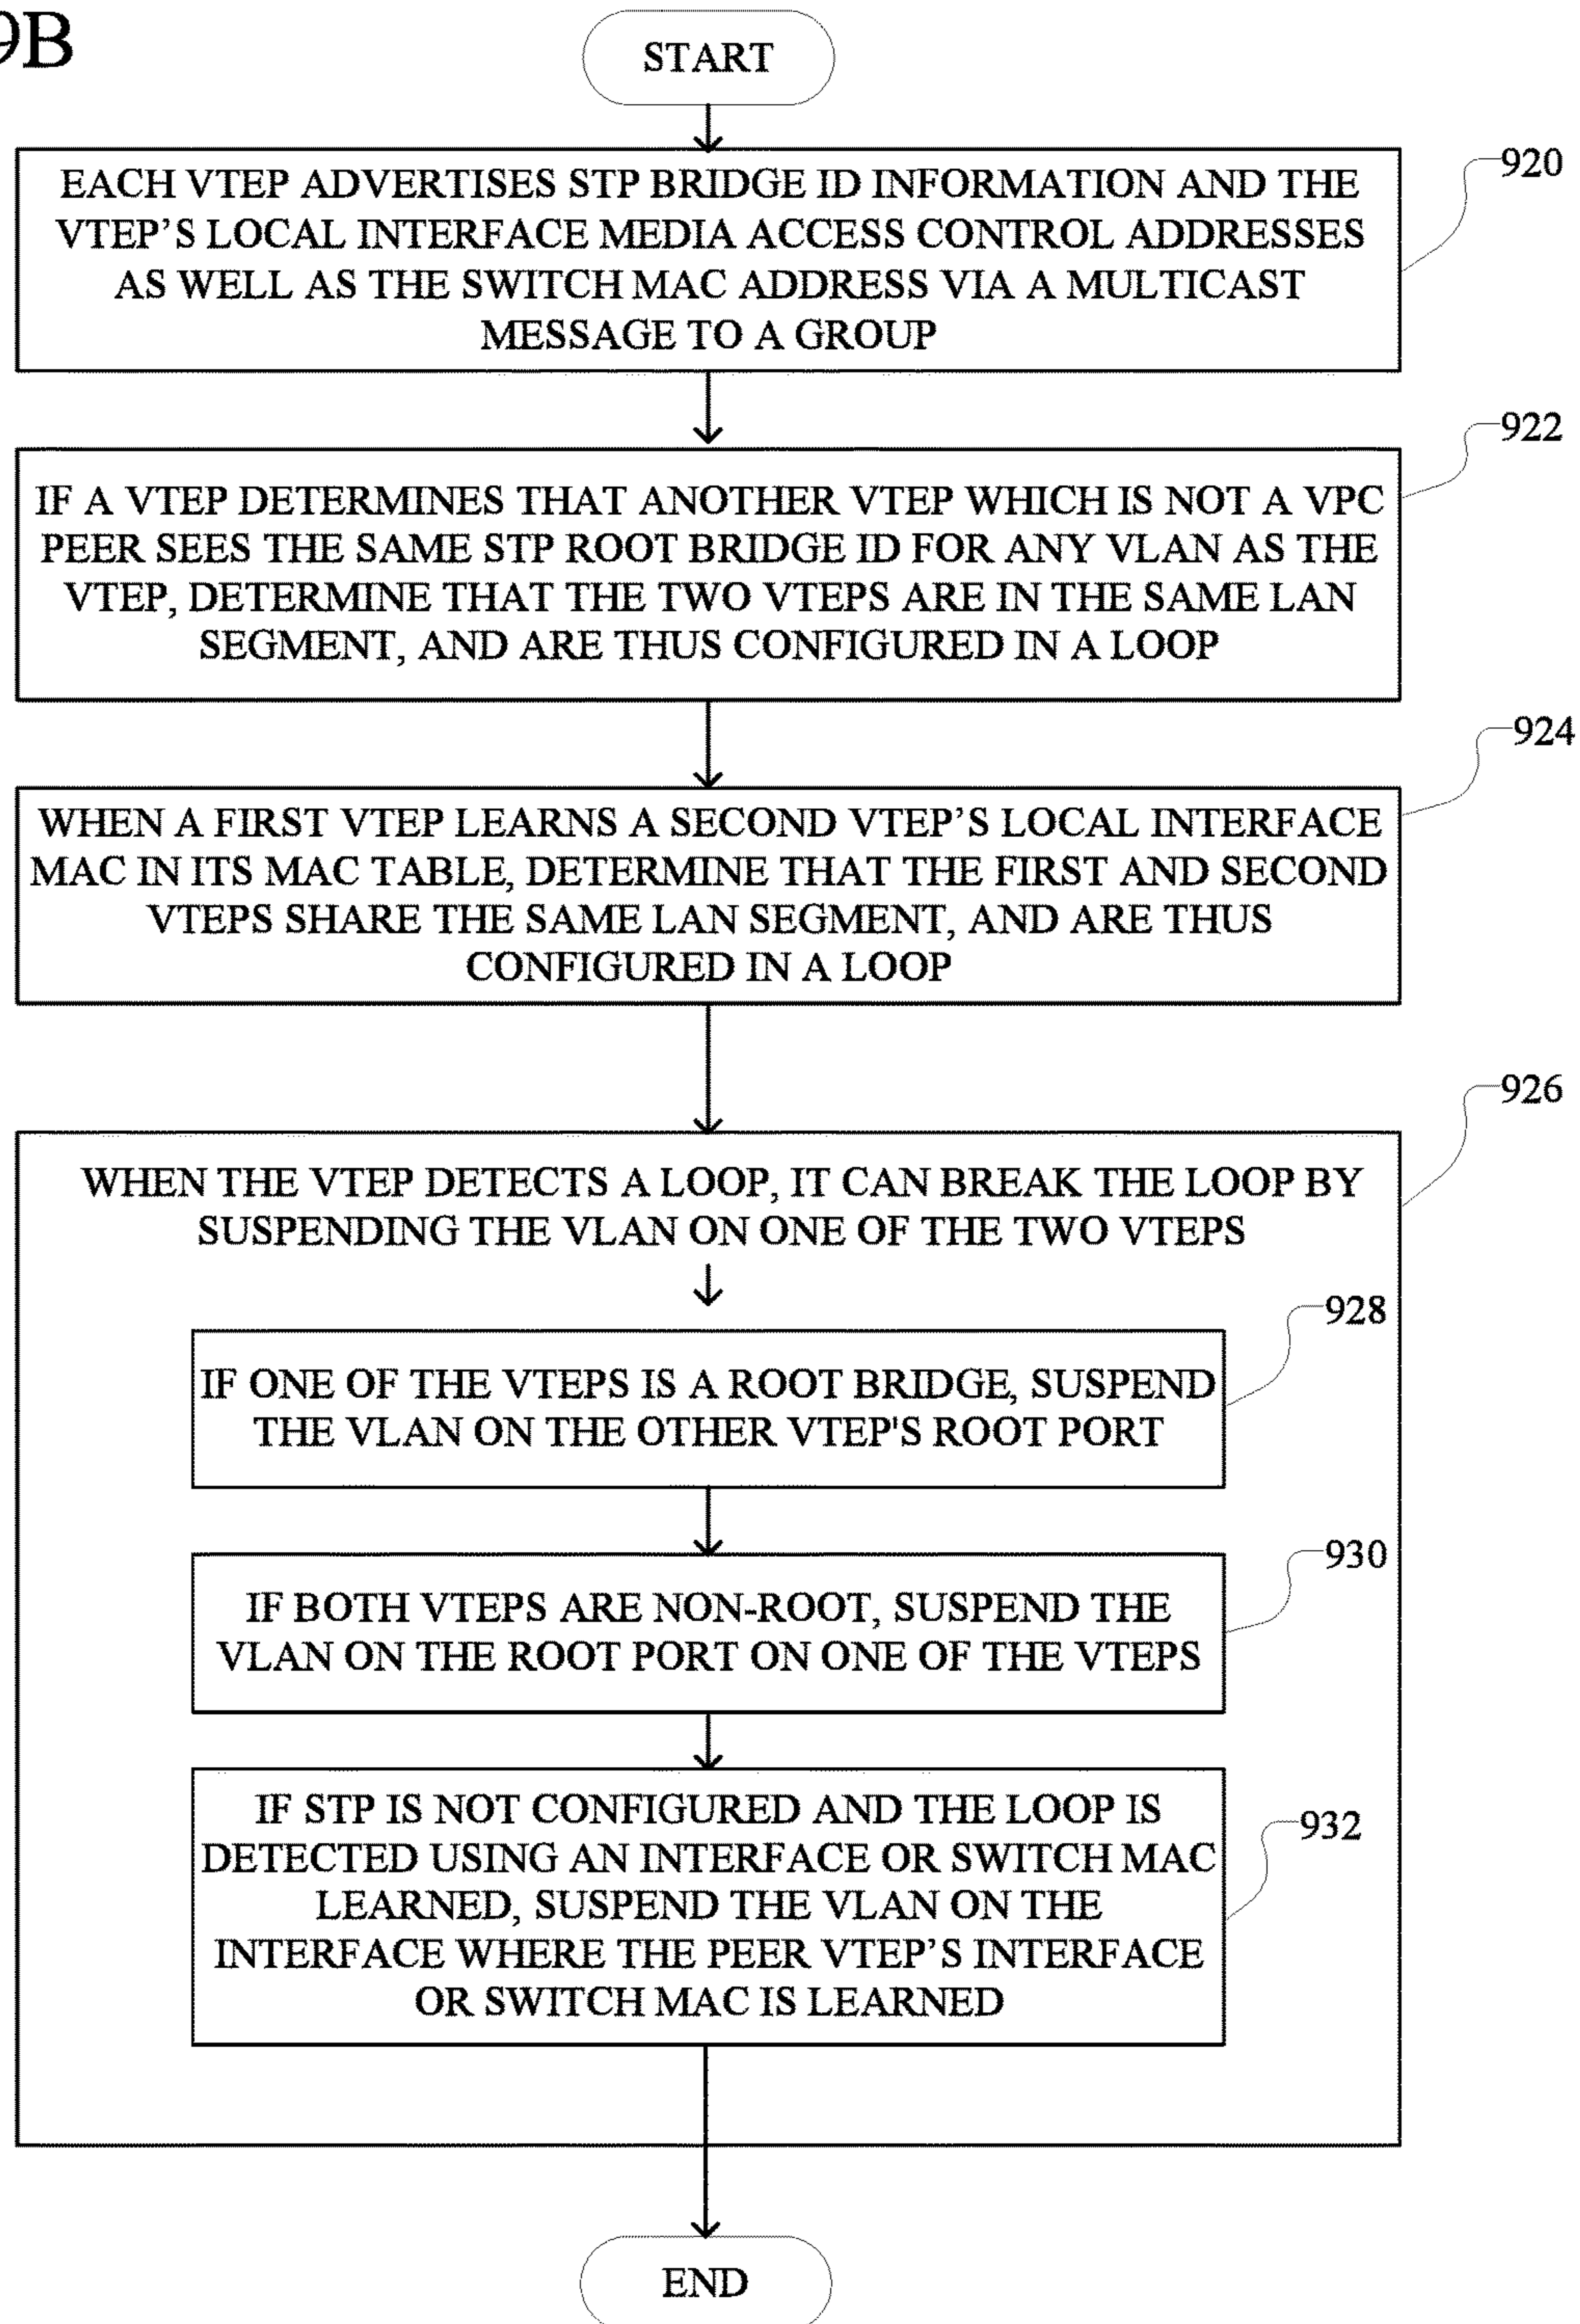 9B
START
EACH VTEP ADVERTISES STP BRIDGE ID INFORMATION AND THE
VTEP'S LOCAL INTERFACE MEDIA ACCESS CONTROL ADDRESSES
AS WELL AS THE SWITCH MAC ADDRESS VIA A MULTICAST
MESSAGE TO A GROUP
920
IF A VTEP DETERMINES THAT ANOTHER VTEP WHICH IS NOT A VPC
PEER SEES THE SAME STP ROOT BRIDGE ID FOR ANY VLAN AS THE
VTEP, DETERMINE THAT THE TWO VTEPS ARE IN THE SAME LAN
SEGMENT, AND ARE THUS CONFIGURED IN A LOOP
922
WHEN A FIRST VTEP LEARNS A SECOND VTEP'S LOCAL INTERFACE
MAC IN ITS MAC TABLE, DETERMINE THAT THE FIRST AND SECOND
VTEPS SHARE THE SAME LAN SEGMENT, AND ARE THUS
CONFIGURED IN A LOOP
924
WHEN THE VTEP DETECTS A LOOP, IT CAN BREAK THE LOOP BY
SUSPENDING THE VLAN ON ONE OF THE TWO VTEPS
926
IF ONE OF THE VTEPS IS A ROOT BRIDGE, SUSPEND
THE VLAN ON THE OTHER VTEP'S ROOT PORT
928
IF BOTH VTEPS ARE NON-ROOT, SUSPEND THE
VLAN ON THE ROOT PORT ON ONE OF THE VTEPS
930
IF STP IS NOT CONFIGURED AND THE LOOP IS
DETECTED USING AN INTERFACE OR SWITCH MAC
LEARNED, SUSPEND THE VLAN ON THE
INTERFACE WHERE THE PEER VTEP'S INTERFACE
OR SWITCH MAC IS LEARNED
932
END